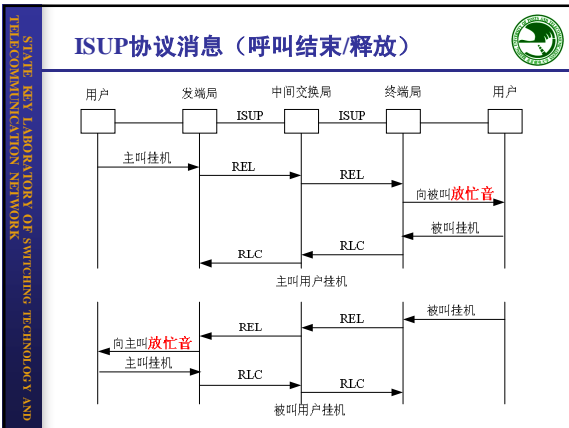 ISUP协议消息（呼叫结束/释放）
STATE KEY LABORATORY OF SWITCHING TECHNOLOGY AND
TELECOMMUNICATION NETWORK
用户 发端局 中间交换局 终端局 用户
ISUP ISUP
主叫挂机
REL
REL
向被叫放忙音
被叫挂机
RLC
RLC
主叫用户挂机
被叫挂机
REL
REL
向主叫放忙音
主叫挂机
RLC
RLC
被叫用户挂机